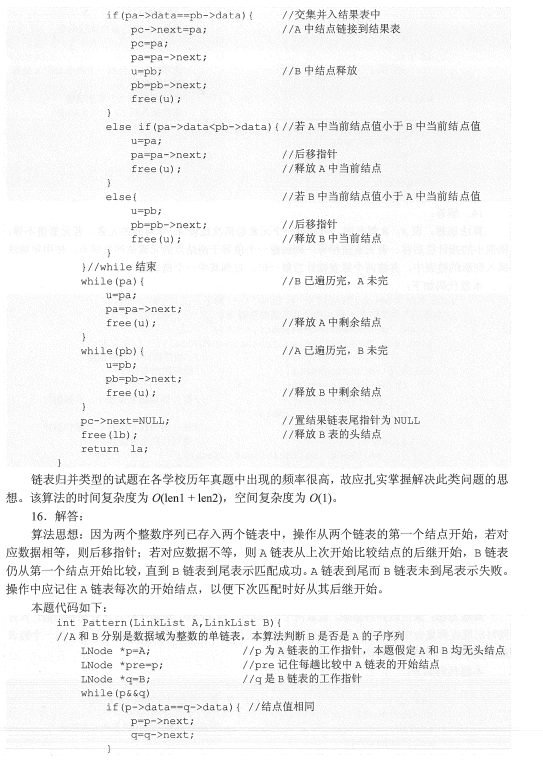 if(pa->data==pb->data){ //交集并入结果表中
pc->next=pa; //A 中结点链接到结果表
pc=pa;
pa=pa->next;
u=pb; //B 中结点释放
pb=pb->next;
free(u);
}
else if(pa->data<pb->data){//若 A 中当前结点值小于 B 中当前结点值
u=pa;
pa=pa->next; //后移指针
free(u); //释放 A 中当前结点
}
else{ //若 B 中当前结点值小于 A 中当前结点值
u=pb;
pb=pb->next; //后移指针
free(u); //释放 B 中当前结点
}
}//while 结束
while(pa){ //B 已遍历完，A 未完
u=pa;
pa=pa->next;
free(u); //释放 A 中剩余结点
}
while(pb){ //A 已遍历完，B 未完
u=pb;
pb=pb->next;
free(u); //释放 B 中剩余结点
}
pc->next=NULL; //置结果链表尾指针为 NULL
free(lb); //释放 B 表的头结点
return la;
}
链表归并类型的试题在各学校历年真题中出现的频率很高，故应扎实掌握解决此类问题的思
想。该算法的时间复杂度为 O(len1 + len2)，空间复杂度为 O(1)。
16．解答：
算法思想：因为两个整数序列已存入两个链表中，操作从两个链表的第一个结点开始，若对
应数据相等，则后移指针；若对应数据不等，则 A 链表从上次开始比较结点的后继开始，B 链表
仍从第一个结点开始比较，直到 B 链表到尾表示匹配成功。A 链表到尾而 B 链表未到尾表示失败。
操作中应记住 A 链表每次的开始结点，以便下次匹配时好从其后继开始。
本题代码如下：
int Pattern(LinkList A,LinkList B){
//A 和 B 分别是数据域为整数的单链表，本算法判断 B 是否是 A 的子序列
LNode *p=A; //p 为 A 链表的工作指针，本题假定 A 和 B 均无头结点
LNode *pre=p; //pre 记住每趟比较中 A 链表的开始结点
LNode *q=B; //q 是 B 链表的工作指针
while(p&&q)
if(p->data==q->data){ //结点值相同
p=p->next;
q=q->next;
}